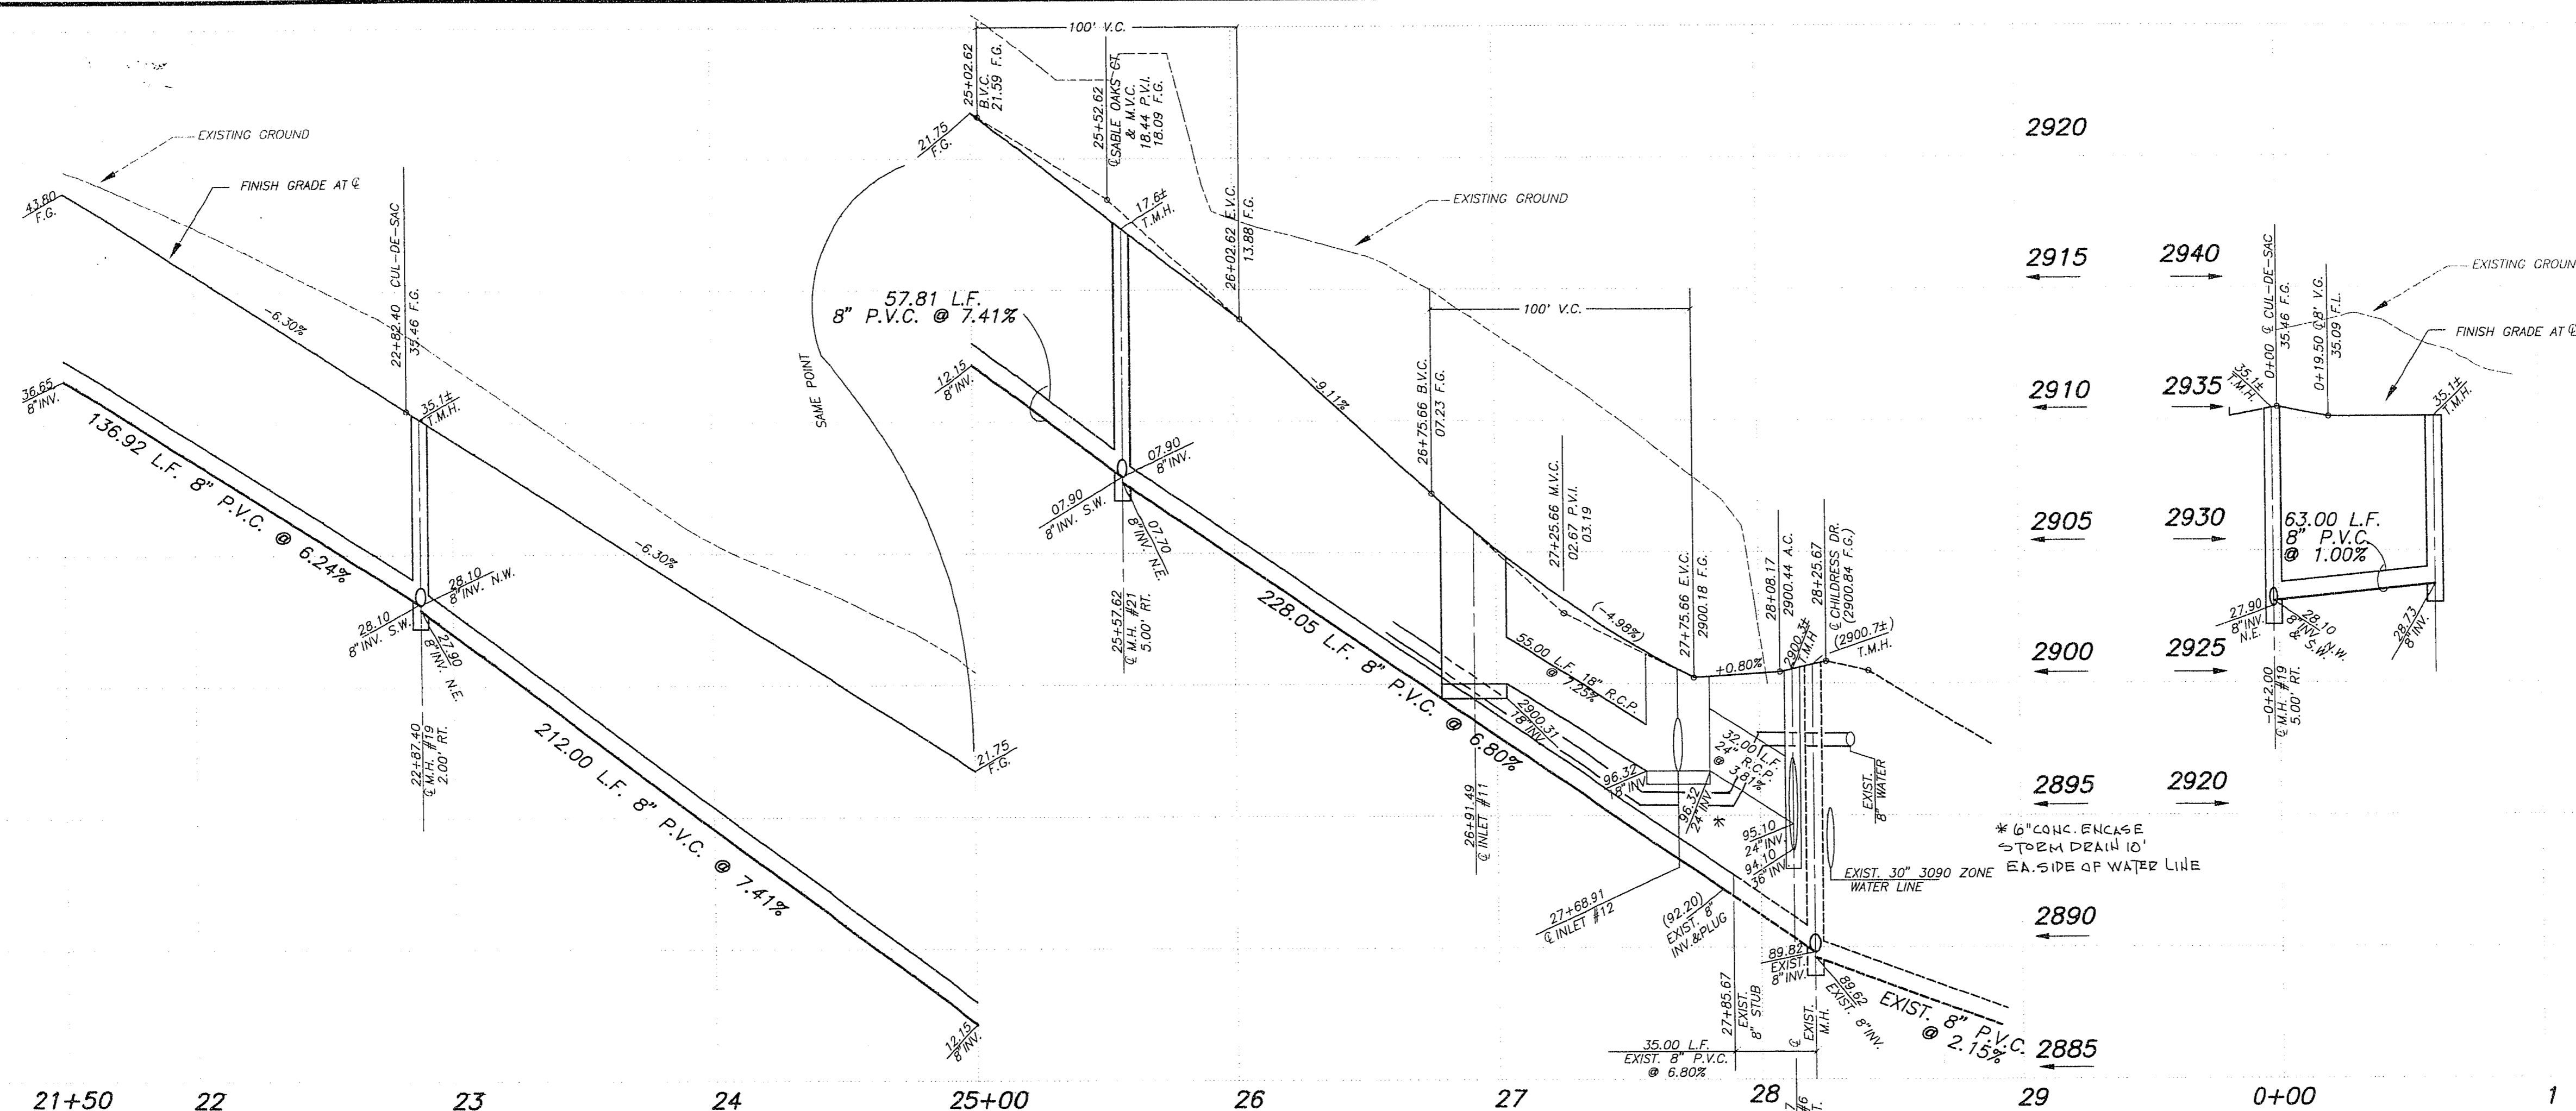 EXISTING GROUND
FINISH GRADE AT ℄
43.80
F.G.
-6.30%
22+82.40 CUL-DE-SAC
35.46 F.G.
35.1±
T.M.H.
36.65
8"INV.
136.92 L.F. 8" P.V.C. @ 6.24%
28.10
8"INV. S.W.
28.10
8"INV. N.W.
27.90
8"INV. N.E.
22+87.40
℄ M.H. #19
2.00' RT.
-6.30%
212.00 L.F. 8" P.V.C. @ 7.41%
21.75
F.G.
12.15
8"INV.
SAME POINT
100' V.C.
25+02.62
B.V.C.
21.59 F.G.
21.75
F.G.
25+52.62
℄SABLE OAKS CT.
& M.V.C.
18.44 P.V.I.
18.09 F.G.
17.6±
T.M.H.
26+02.62 E.V.C.
13.88 F.G.
57.81 L.F.
8" P.V.C. @ 7.41%
12.15
8"INV.
07.90
8"INV.
07.90
8"INV. S.W.
07.70
8"INV. N.E.
25+57.62
℄ M.H. #21
5.00' RT.
-9.11%
EXISTING GROUND
100' V.C.
26+75.66 B.V.C.
07.23 F.G.
27+25.66 M.V.C.
02.67 P.V.I.
03.19
(-4.98%)
27+75.66 E.V.C.
2900.18 F.G.
+0.80%
28+08.17
2900.44 A.C.
2900.3±
T.M.H
28+25.67
℄ CHILDRESS DR.
(2900.84 F.G.)
(2900.7±)
T.M.H.
228.05 L.F. 8" P.V.C. @ 6.80%
55.00 L.F. 18" R.C.P.
@ 7.25%
2900.31
18"INV.
96.32
18"INV
96.32
24"INV.
*
32.00 L.F.
24" R.C.P.
@ 3.81%
95.10
24"INV.
94.10
36"INV
26+91.49
℄ INLET #11
27+68.91
℄ INLET #12
(92.20)
EXIST. 8"
INV.&PLUG
27+85.67
EXIST.
8" STUB
35.00 L.F.
EXIST. 8" P.V.C.
@ 6.80%
89.82
EXIST.
8"INV.
℄ EXIST.
M.H.
89.62
EXIST. 8"INV.
EXIST. 8" P.V.C.
@ 2.15%
EXIST.
8" WATER
EXIST. 30" 3090 ZONE
WATER LINE
* 6" CONC. ENCASE
STORM DRAIN 10'
EA. SIDE OF WATER LINE
2920
2915
2910
2905
2900
2895
2890
2885
2940
2935
2930
2925
2920
0+00 ℄ CUL-DE-SAC
35.46 F.G.
0+19.50 ℄8' V.G.
35.09 F.L.
EXISTING GROUN
FINISH GRADE AT ℄
35.1±
T.M.H.
35.1±
T.M.H.
63.00 L.F.
8" P.V.C.
@ 1.00%
27.90
8"INV.
N.E.
28.10
8"INV. N.W.
& S.W.
28.73
8"INV.
-0+2.00
℄ M.H. #19
5.00' RT.
21+50 22 23 24 25+00 26 27 28 29 0+00 1
7
#6
T.